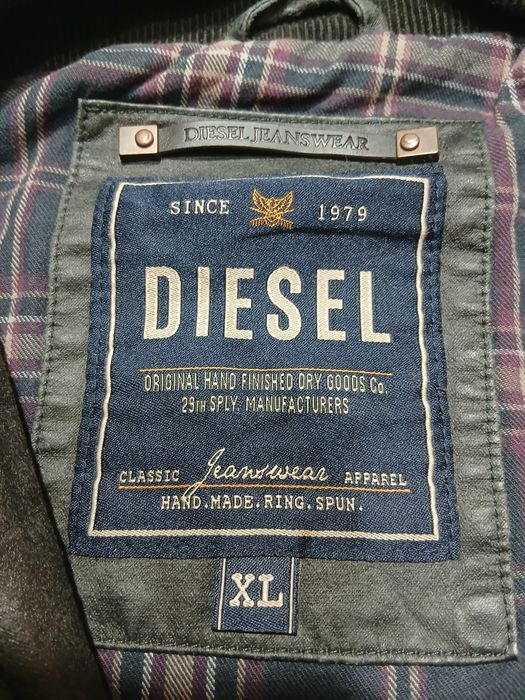 DIESEL JEANSWEAR
SINCE 1979
DIESEL
ORIGINAL HAND FINISHED DRY GOODS Co.
29TH SPLY. MANUFACTURERS
CLASSIC Jeanswear APPAREL
HAND.MADE.RING.SPUN.
XL